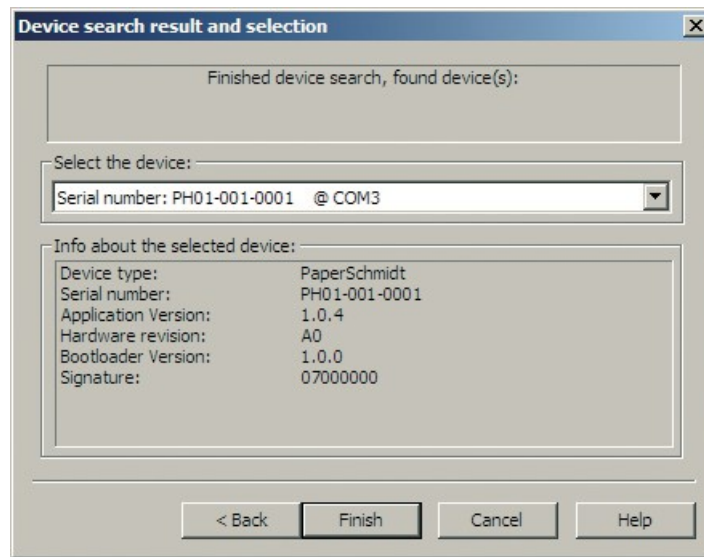 Device search result and selection
Finished device search, found device(s):
Select the device:
Serial number: PH01-001-0001 @ COM3
Info about the selected device:
Device type: PaperSchmidt
Serial number: PH01-001-0001
Application Version: 1.0.4
Hardware revision: A0
Bootloader Version: 1.0.0
Signature: 07000000
< Back Finish Cancel Help